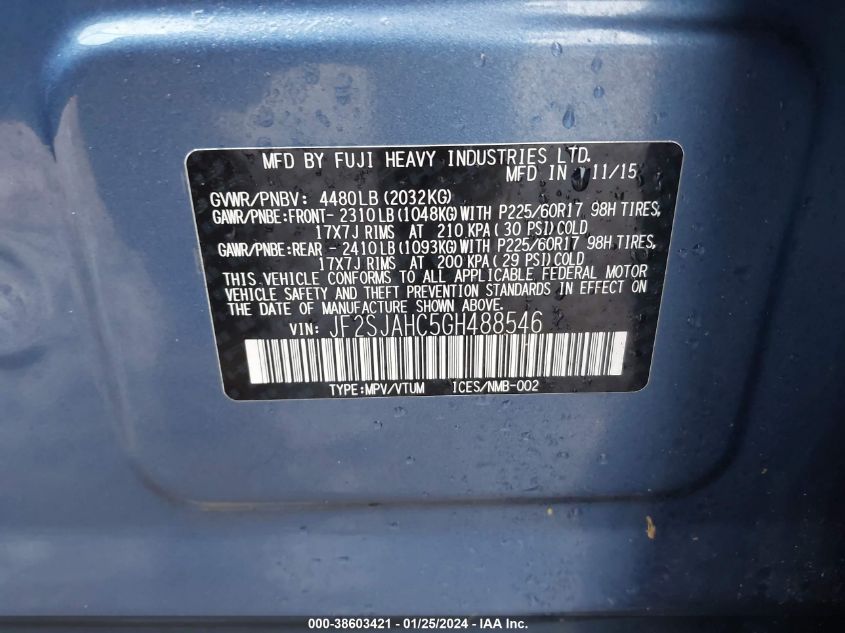 MFD BY FUJI HEAVY INDUSTRIES LTD.
MFD IN 11/15
GVWR/PNBV: 4480LB (2032KG)
GAWR/PNBE:FRONT- 2310LB (1048KG) WITH P225/60R17 98H TIRES,
17X7J RIMS AT 210 KPA ( 30 PSI) COLD
GAWR/PNBE:REAR - 2410LB (1093KG) WITH P225/60R17 98H TIRES,
17X7J RIMS AT 200 KPA ( 29 PSI) COLD
THIS VEHICLE CONFORMS TO ALL APPLICABLE FEDERAL MOTOR
VEHICLE SAFETY AND THEFT PREVENTION STANDARDS IN EFFECT ON
THE DATE OF MANUFACTURE SHOWN ABOVE.
VIN: JF2SJAHC5GH488546
TYPE:MPV/VTUM ICES/NMB-002
000-38603421 - 01/25/2024 - IAA Inc.